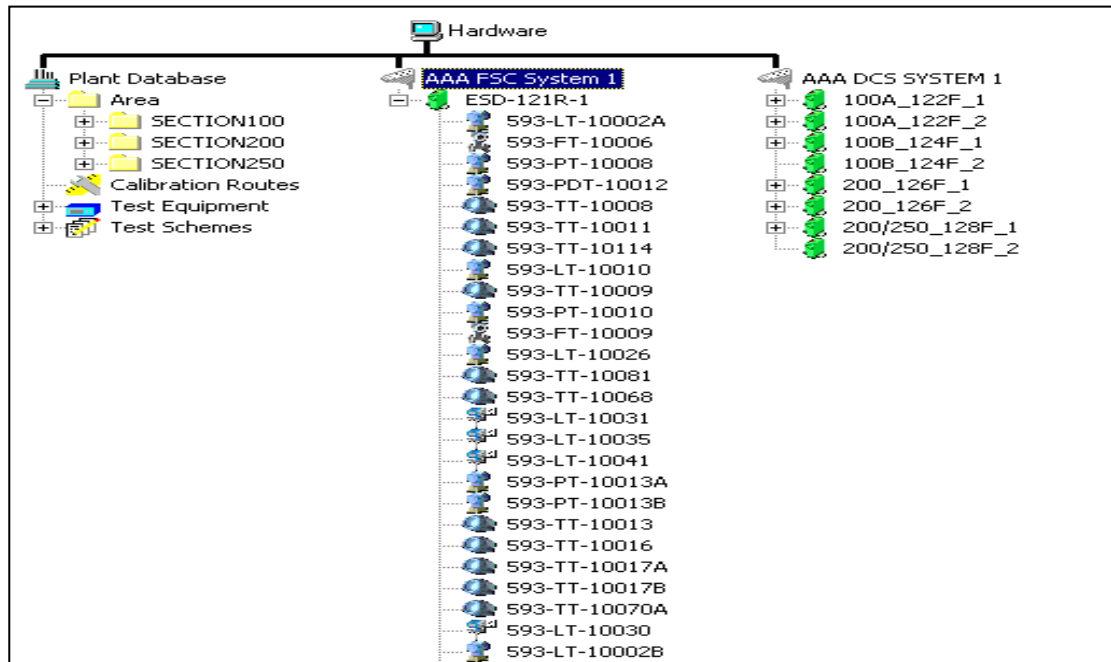 Hardware
Plant Database
Area
SECTION100
SECTION200
SECTION250
Calibration Routes
Test Equipment
Test Schemes
AAA FSC System 1
ESD-121R-1
593-LT-10002A
593-FT-10006
593-PT-10008
593-PDT-10012
593-TT-10008
593-TT-10011
593-TT-10114
593-LT-10010
593-TT-10009
593-PT-10010
593-FT-10009
593-LT-10026
593-TT-10081
593-TT-10068
593-LT-10031
593-LT-10035
593-LT-10041
593-PT-10013A
593-PT-10013B
593-TT-10013
593-TT-10016
593-TT-10017A
593-TT-10017B
593-TT-10070A
593-LT-10030
593-LT-10002B
AAA DCS SYSTEM 1
100A_122F_1
100A_122F_2
100B_124F_1
100B_124F_2
200_126F_1
200_126F_2
200/250_128F_1
200/250_128F_2